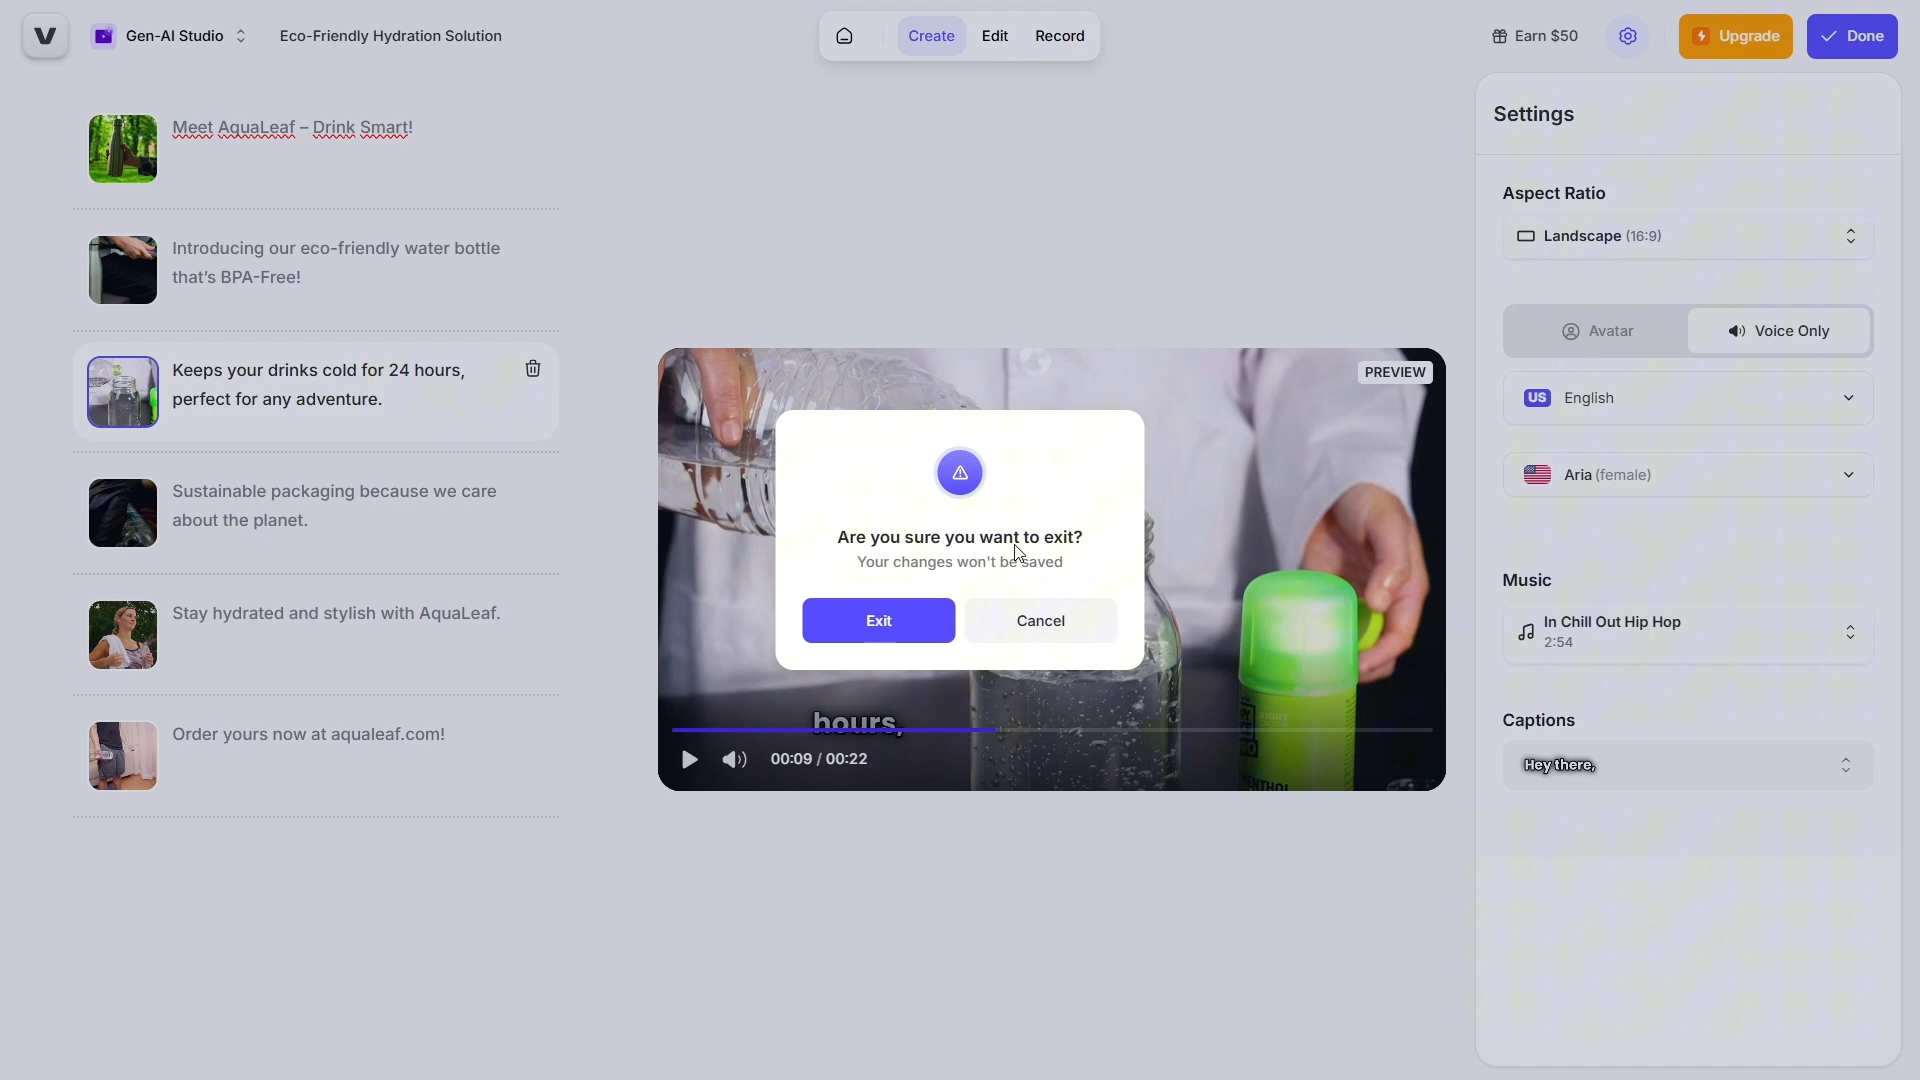 V
Gen-AI Studio
Eco-Friendly Hydration Solution
Create
Edit
Record
Earn $50
Upgrade
Done
Meet AquaLeaf – Drink Smart!
Introducing our eco-friendly water bottle
that's BPA-Free!
Keeps your drinks cold for 24 hours,
perfect for any adventure.
Sustainable packaging because we care
about the planet.
Stay hydrated and stylish with AquaLeaf.
Order yours now at aqualeaf.com!
PREVIEW
Are you sure you want to exit?
Your changes won't be saved
Exit
Cancel
hours,
RIGHT
MENTHOL
00:09 / 00:22
Settings
Aspect Ratio
Landscape (16:9)
Avatar
Voice Only
US English
Aria (female)
Music
In Chill Out Hip Hop
2:54
Captions
Hey there,